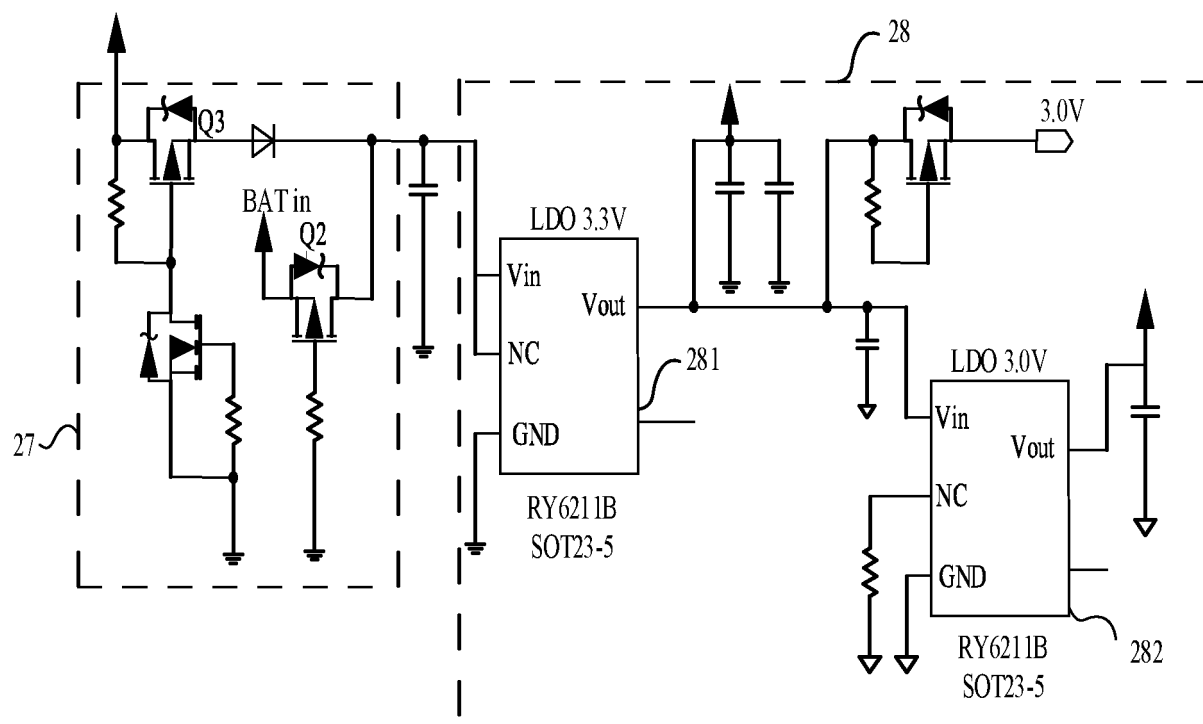 28
Q3
3.0V
BAT in
Q2
LDO 3.3V
Vin
Vout
NC
281
GND
RY6211B
SOT23-5
27
LDO 3.0V
Vin
Vout
NC
GND
RY6211B
SOT23-5
282